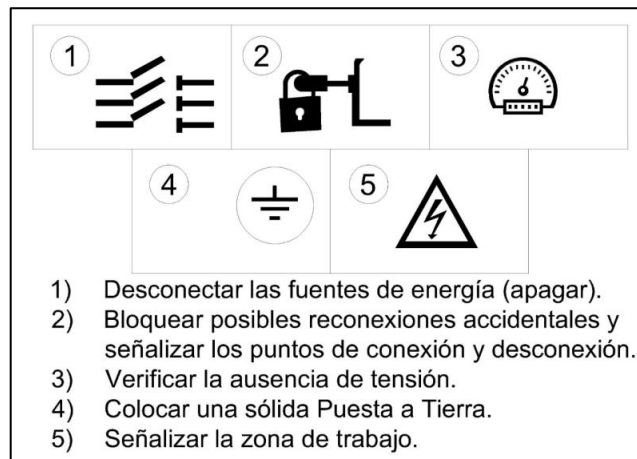 1
2
3
4
5
1) Desconectar las fuentes de energía (apagar).
2) Bloquear posibles reconexiones accidentales y
señalizar los puntos de conexión y desconexión.
3) Verificar la ausencia de tensión.
4) Colocar una sólida Puesta a Tierra.
5) Señalizar la zona de trabajo.